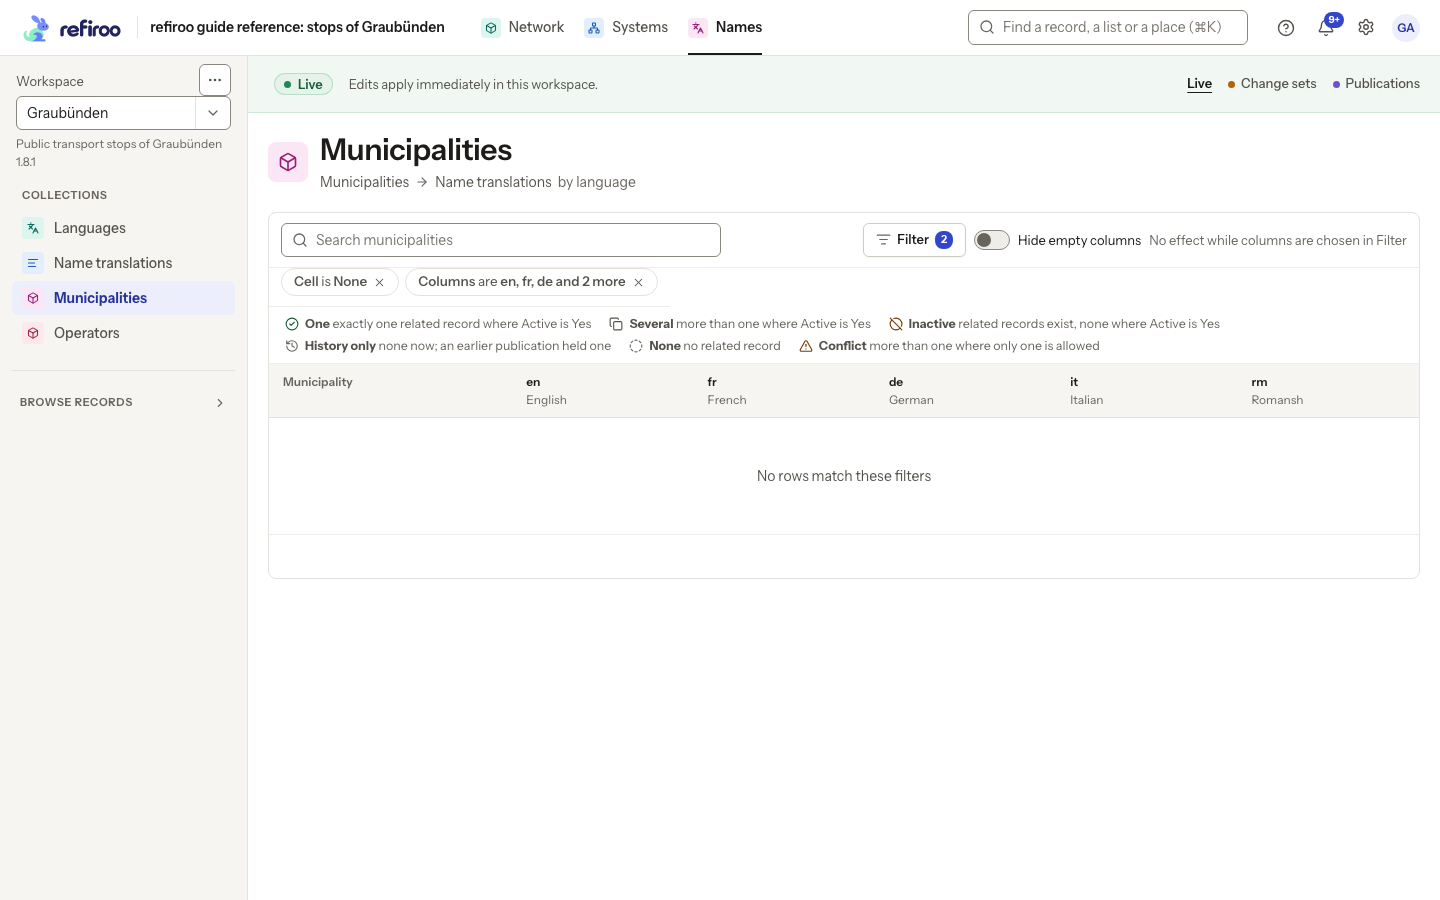 refiroo
refiroo guide reference: stops of Graubünden
Network
Systems
Names
Find a record, a list or a place (⌘K)
9+
GA
Workspace
Graubünden
Public transport stops of Graubünden
1.8.1
COLLECTIONS
Languages
Name translations
Municipalities
Operators
BROWSE RECORDS
Live
Edits apply immediately in this workspace.
Live
Change sets
Publications
Municipalities
Municipalities → Name translations by language
Search municipalities
Filter 2
Hide empty columns
No effect while columns are chosen in Filter
Cell is None
Columns are en, fr, de and 2 more
One exactly one related record where Active is Yes
Several more than one where Active is Yes
Inactive related records exist, none where Active is Yes
History only none now; an earlier publication held one
None no related record
Conflict more than one where only one is allowed
Municipality
en
English
fr
French
de
German
it
Italian
rm
Romansh
No rows match these filters